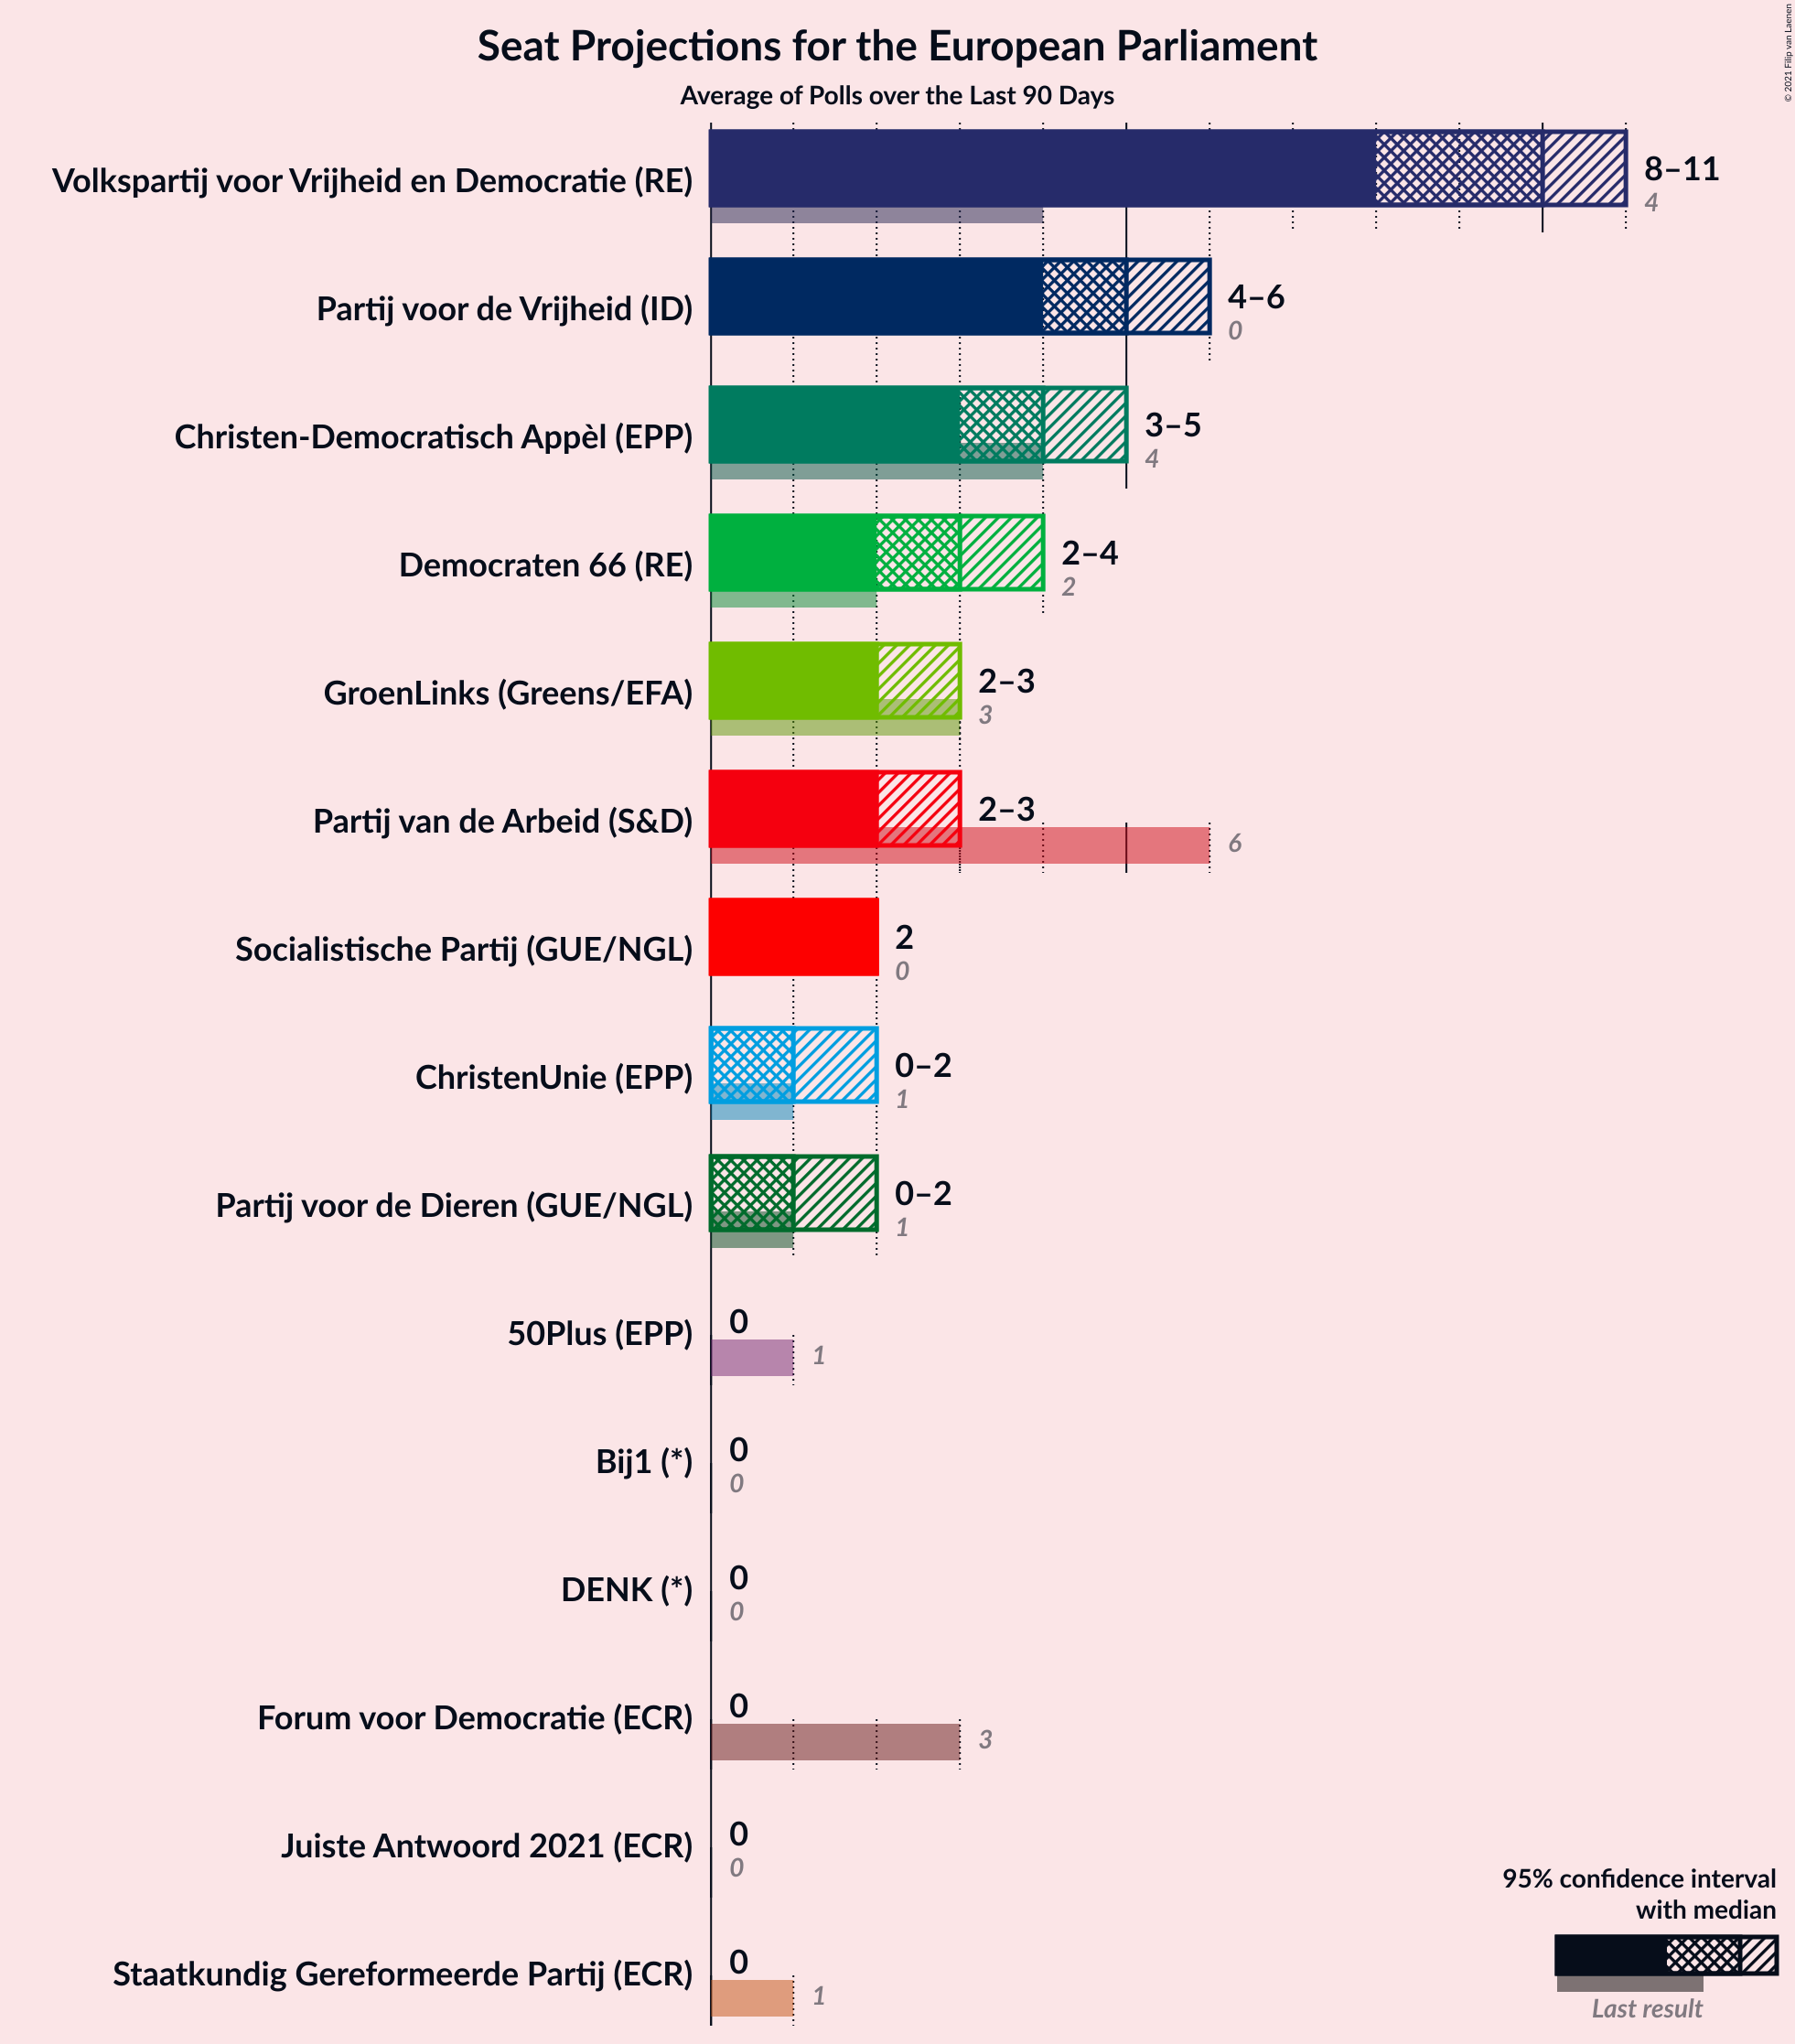 Seat Projections for the European Parliament
Average of Polls over the Last 90 Days
© 2021 Filip van Laenen
Volkspartij voor Vrijheid en Democratie (RE)
8–11
4
Partij voor de Vrijheid (ID)
4–6
0
Christen-Democratisch Appèl (EPP)
3–5
4
Democraten 66 (RE)
2–4
2
GroenLinks (Greens/EFA)
2–3
3
Partij van de Arbeid (S&D)
2–3
6
Socialistische Partij (GUE/NGL)
2
0
ChristenUnie (EPP)
0–2
1
Partij voor de Dieren (GUE/NGL)
0–2
1
50Plus (EPP)
0
1
Bij1 (*)
0
0
DENK (*)
0
0
Forum voor Democratie (ECR)
0
3
Juiste Antwoord 2021 (ECR)
0
0
Staatkundig Gereformeerde Partij (ECR)
0
1
95% confidence interval
with median
Last result